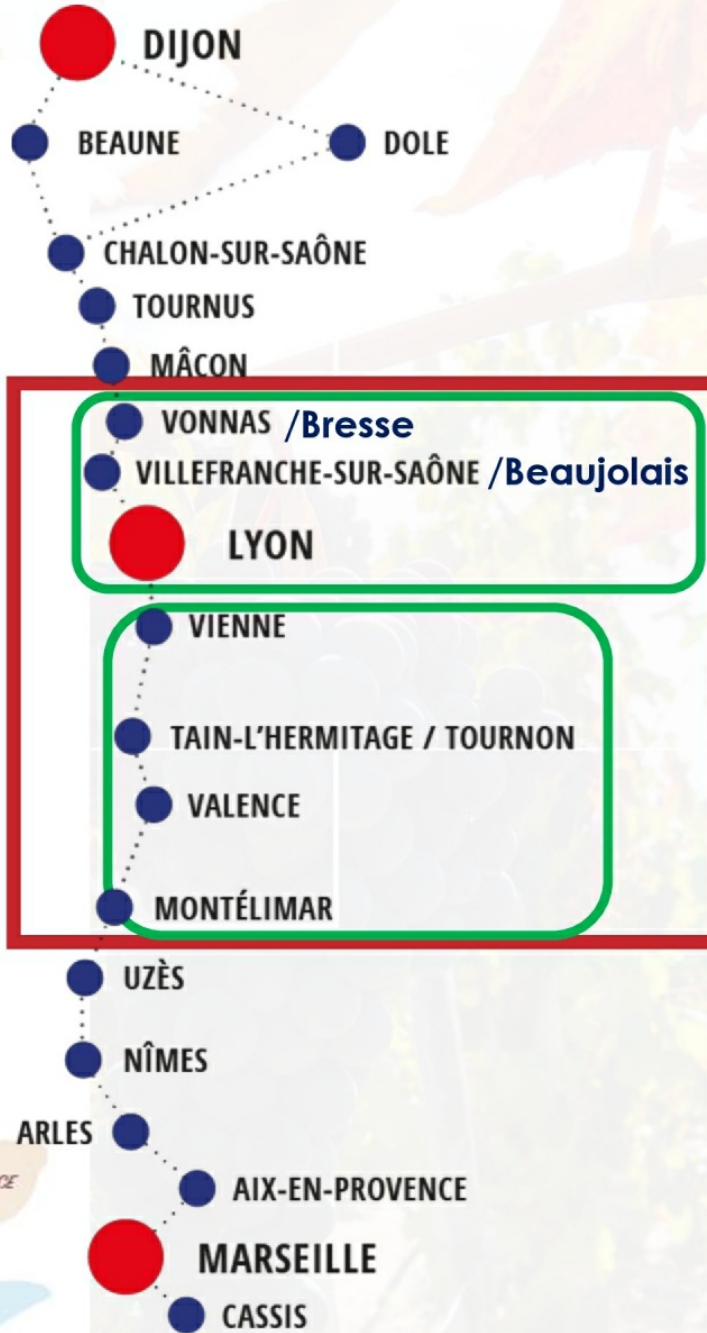 DIJON
BEAUNE
DOLE
CHALON-SUR-SAÔNE
TOURNUS
MÂCON
VONNAS /Bresse
VILLEFRANCHE-SUR-SAÔNE /Beaujolais
LYON
VIENNE
TAIN-L'HERMITAGE / TOURNON
VALENCE
MONTÉLIMAR
UZÈS
NÎMES
ARLES
AIX-EN-PROVENCE
MARSEILLE
CASSIS